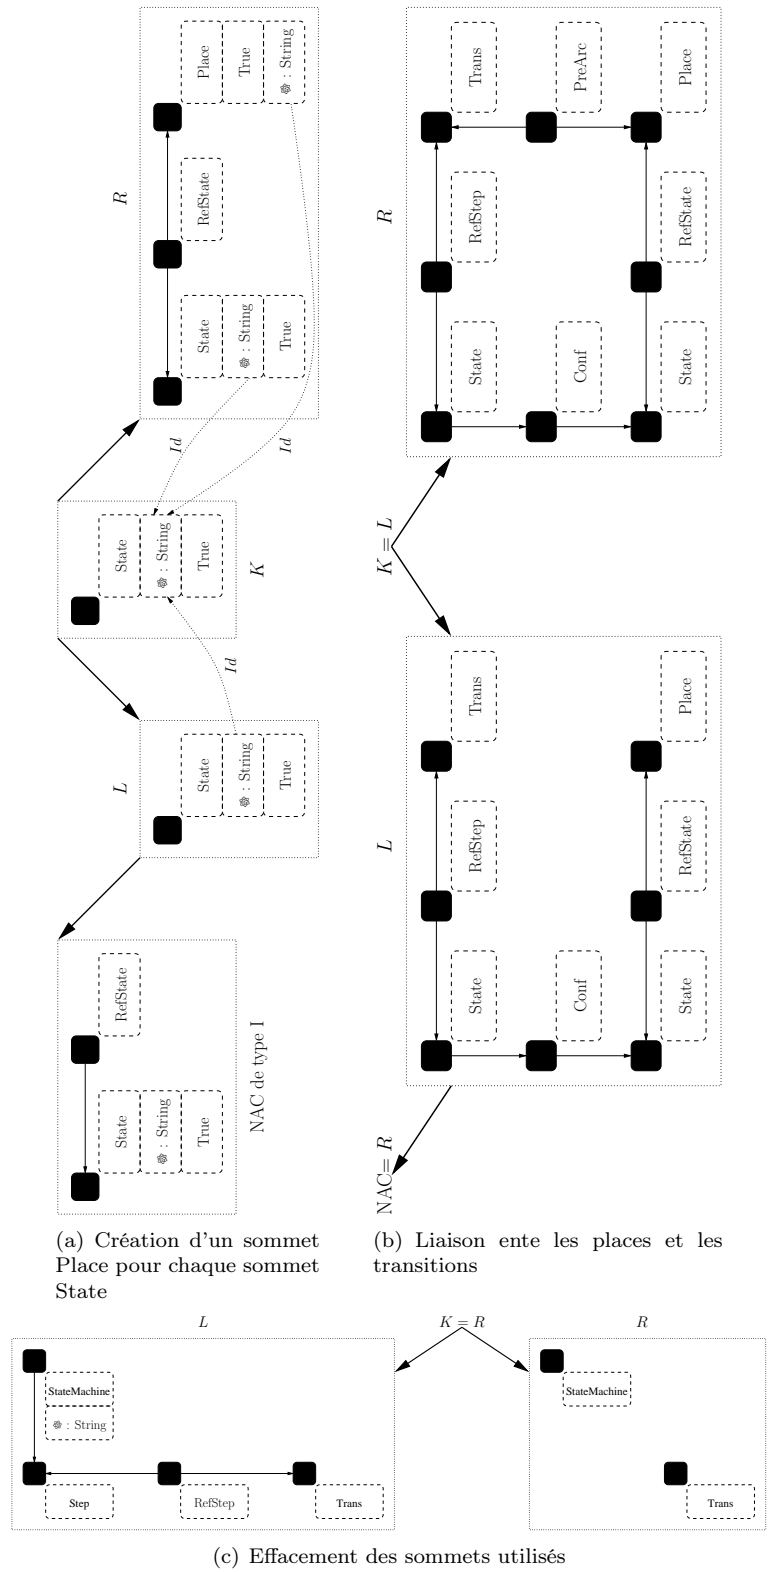 State
❁ : String
True
RefState
NAC de type I
L
State
❁ : String
True
Id
State
❁ : String
True
K
Id
Id
R
State
❁ : String
True
RefState
Place
True
❁ : String
(a) Création d'un sommet
Place pour chaque sommet
State
NAC= R
L
State
RefStep
Trans
Conf
State
RefState
Place
K = L
R
State
RefStep
Trans
Conf
PreArc
State
RefState
Place
(b) Liaison ente les places et les
transitions
L
K = R
R
StateMachine
❁ : String
Step
RefStep
Trans
StateMachine
Trans
(c) Effacement des sommets utilisés